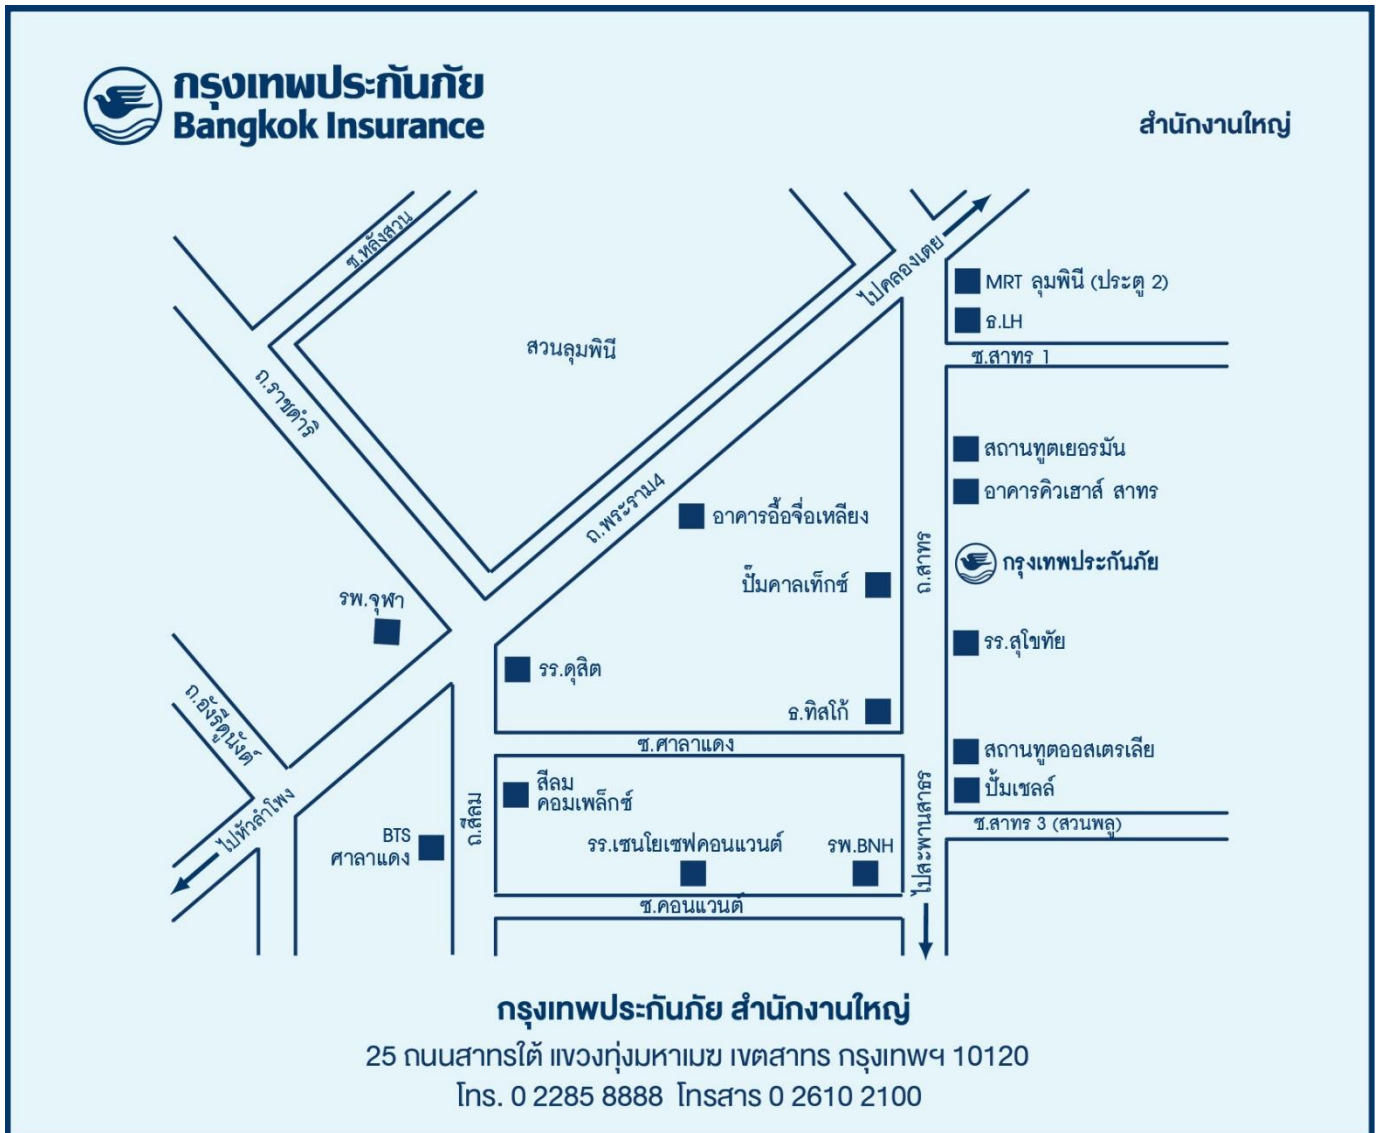 กรุงเทพประกันภัย
Bangkok Insurance
สำนักงานใหญ่
ซ.หลังสวน
ไปคลองเตย
MRT ลุมพินี (ประตู 2)
ธ.LH
สวนลุมพินี
ซ.สาทร 1
ถ.ราชดำริ
สถานทูตเยอรมัน
อาคารคิวเฮาส์ สาทร
ถ.พระราม4
อาคารอื้อจื่อเหลียง
ถ.สาทร
กรุงเทพประกันภัย
ปั๊มคาลเท็กซ์
รพ.จุฬา
รร.สุโขทัย
รร.ดุสิต
ถ.อังรีดูนังต์
ธ.ทิสโก้
ซ.ศาลาแดง
สถานทูตออสเตรเลีย
ปั้มเชลล์
สีลม
คอมเพล็กซ์
ไปหัวลำโพง
ถ.สีลม
ไปสะพานสาธร
ซ.สาทร 3 (สวนพลู)
BTS
ศาลาแดง
รร.เซนโยเซฟคอนแวนต์
รพ.BNH
ซ.คอนแวนต์
กรุงเทพประกันภัย สำนักงานใหญ่
25 ถนนสาทรใต้ แขวงทุ่งมหาเมฆ เขตสาทร กรุงเทพฯ 10120
โทร. 0 2285 8888 โทรสาร 0 2610 2100